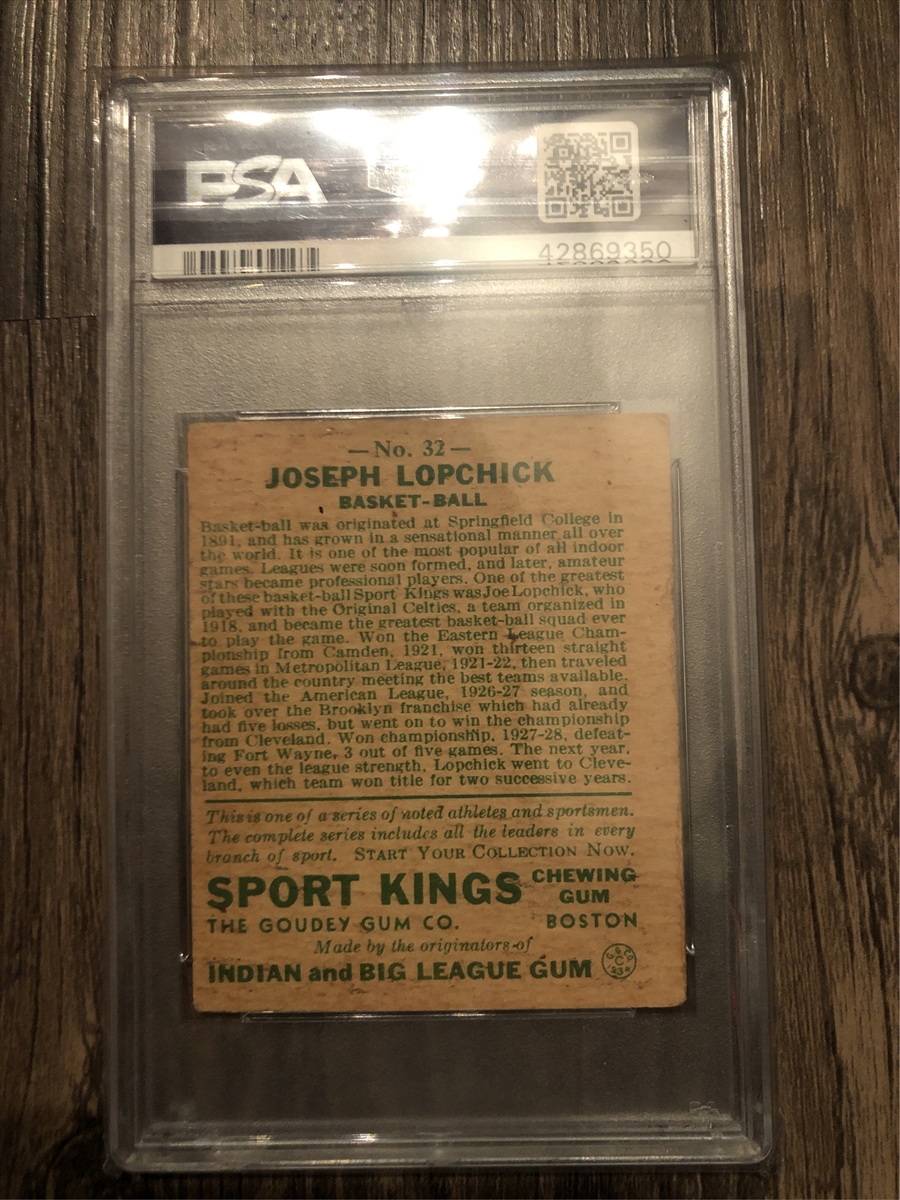 PSA
42869350
— No. 32 —
JOSEPH LOPCHICK
BASKET-BALL
Basket-ball was originated at Springfield College in
1891, and has grown in a sensational manner all over
the world. It is one of the most popular of all indoor
games. Leagues were soon formed, and later, amateur
stars became professional players. One of the greatest
of these basket-ball Sport Kings was Joe Lopchick, who
played with the Original Celtics, a team organized in
1918, and became the greatest basket-ball squad ever
to play the game. Won the Eastern League Cham-
pionship from Camden, 1921, won thirteen straight
games in Metropolitan League, 1921-22, then traveled
around the country meeting the best teams available.
Joined the American League, 1926-27 season, and
took over the Brooklyn franchise which had already
had five losses, but went on to win the championship
from Cleveland. Won championship, 1927-28, defeat-
ing Fort Wayne, 3 out of five games. The next year,
to even the league strength, Lopchick went to Cleve-
land, which team won title for two successive years.
This is one of a series of noted athletes and sportsmen.
The complete series includes all the leaders in every
branch of sport. START YOUR COLLECTION NOW.
SPORT KINGS CHEWING GUM
THE GOUDEY GUM CO. BOSTON
Made by the originators of
INDIAN and BIG LEAGUE GUM